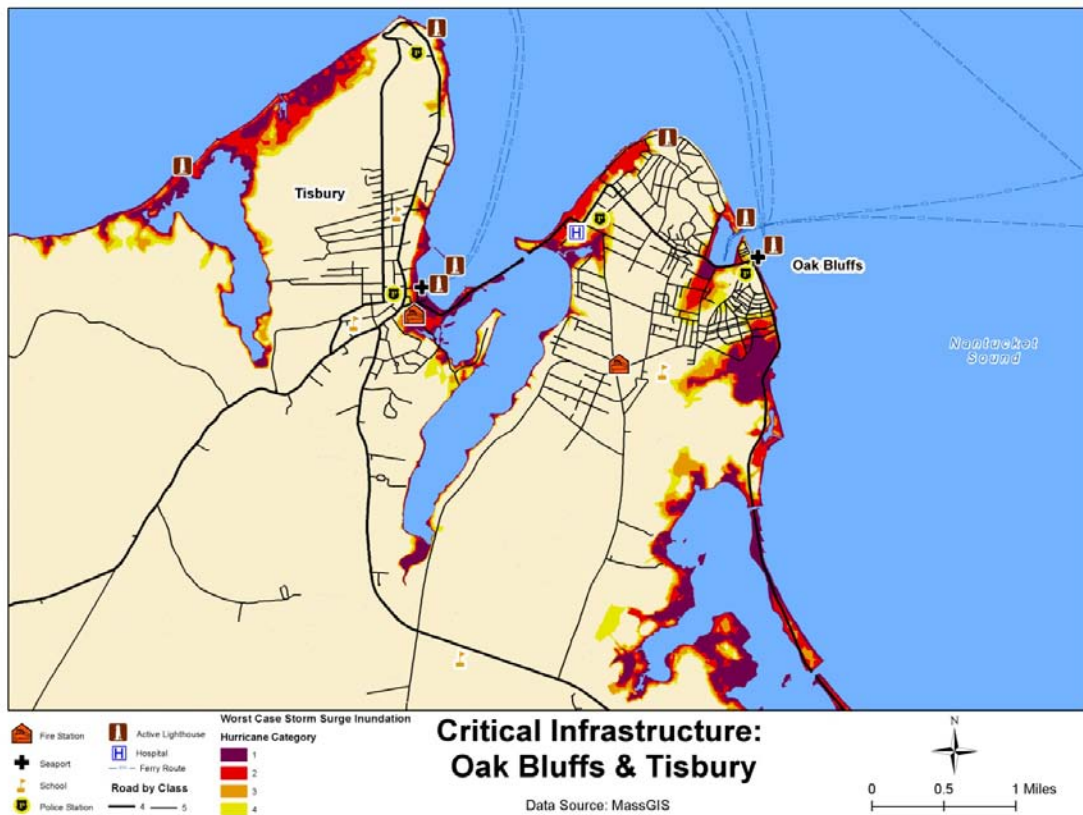 Tisbury
Oak Bluffs
Nantucket
Sound
Fire Station
Seaport
School
Police Station
Active Lighthouse
H Hospital
Ferry Route
Road by Class
4 5
Worst Case Storm Surge Inundation
Hurricane Category
1
2
3
4
Critical Infrastructure:
Oak Bluffs & Tisbury
Data Source: MassGIS
N
0 0.5 1 Miles